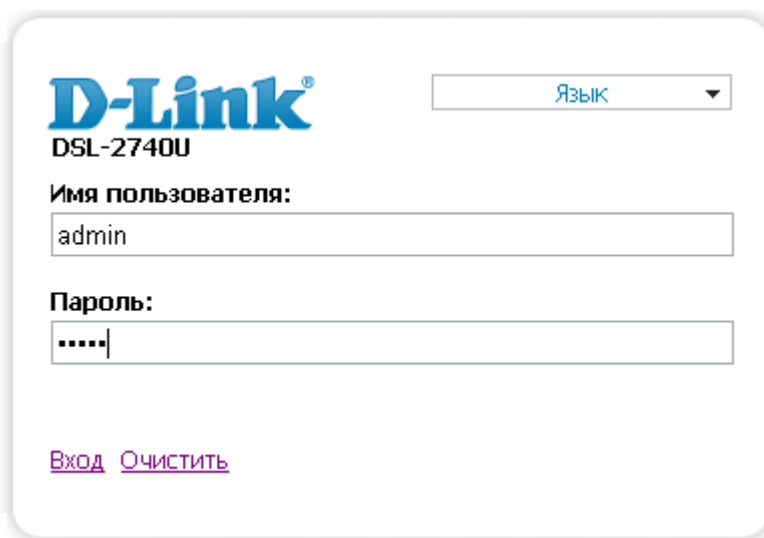 D-Link®
Язык
DSL-2740U
Имя пользователя:
admin
Пароль:
•••••
Вход Очистить